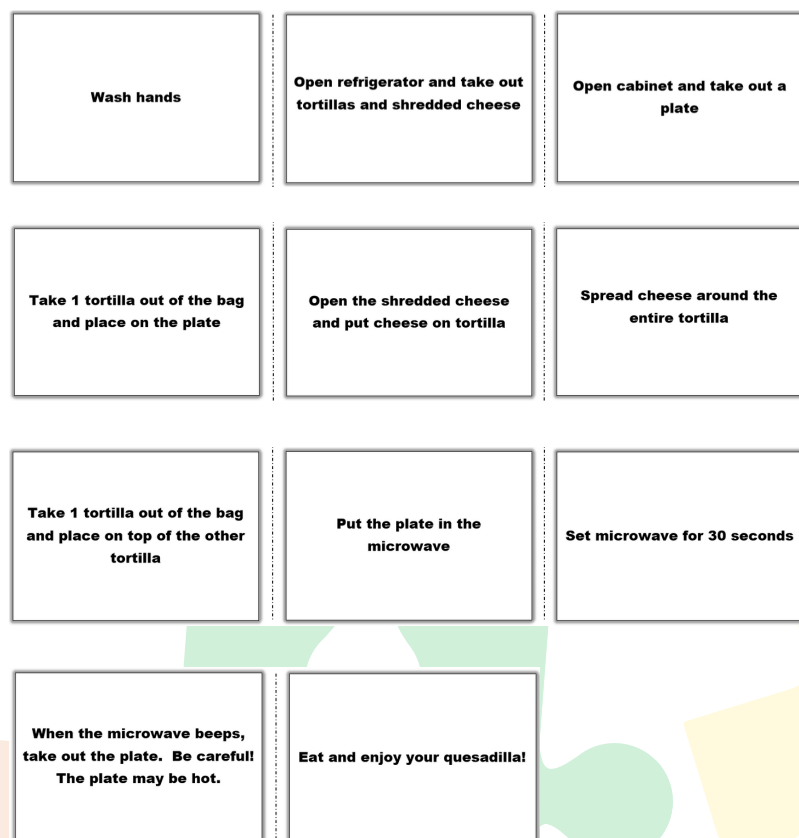 Wash hands
Open refrigerator and take out
tortillas and shredded cheese
Open cabinet and take out a
plate
Take 1 tortilla out of the bag
and place on the plate
Open the shredded cheese
and put cheese on tortilla
Spread cheese around the
entire tortilla
Take 1 tortilla out of the bag
and place on top of the other
tortilla
Put the plate in the
microwave
Set microwave for 30 seconds
When the microwave beeps,
take out the plate.  Be careful!
The plate may be hot.
Eat and enjoy your quesadilla!